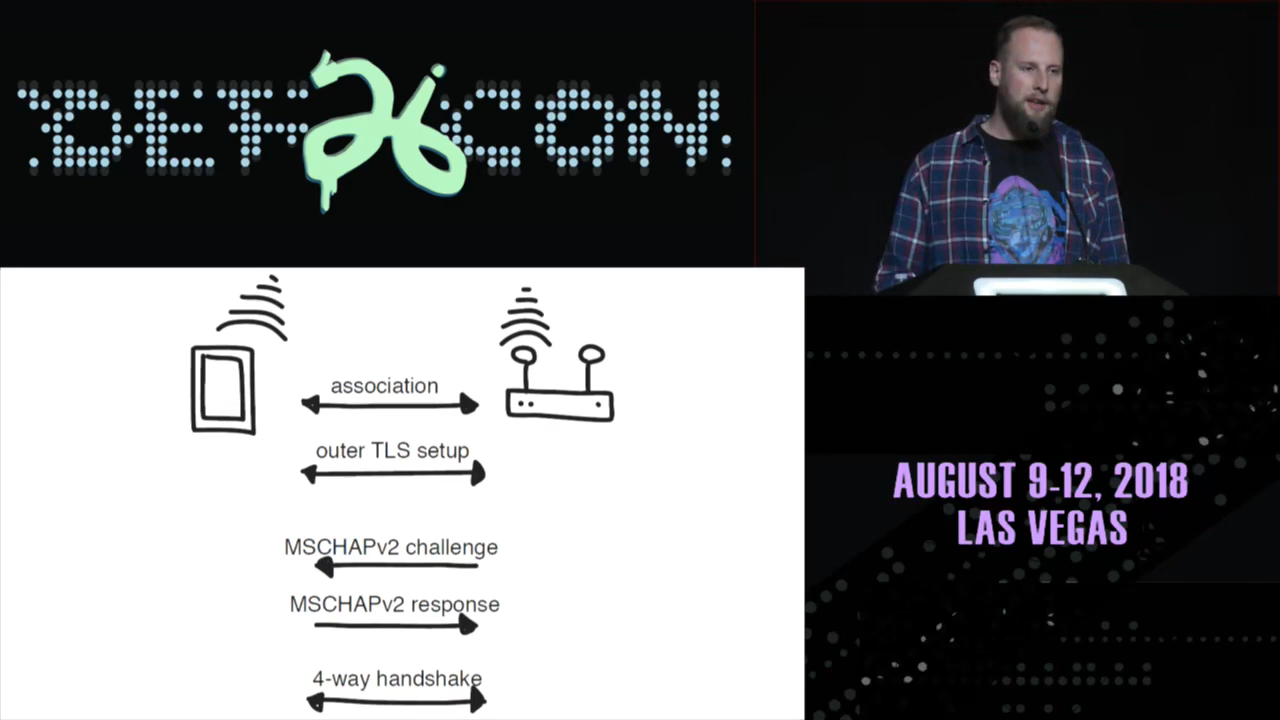 DEF 26 CON
association
outer TLS setup
MSCHAPv2 challenge
MSCHAPv2 response
4-way handshake
AUGUST 9-12, 2018
LAS VEGAS